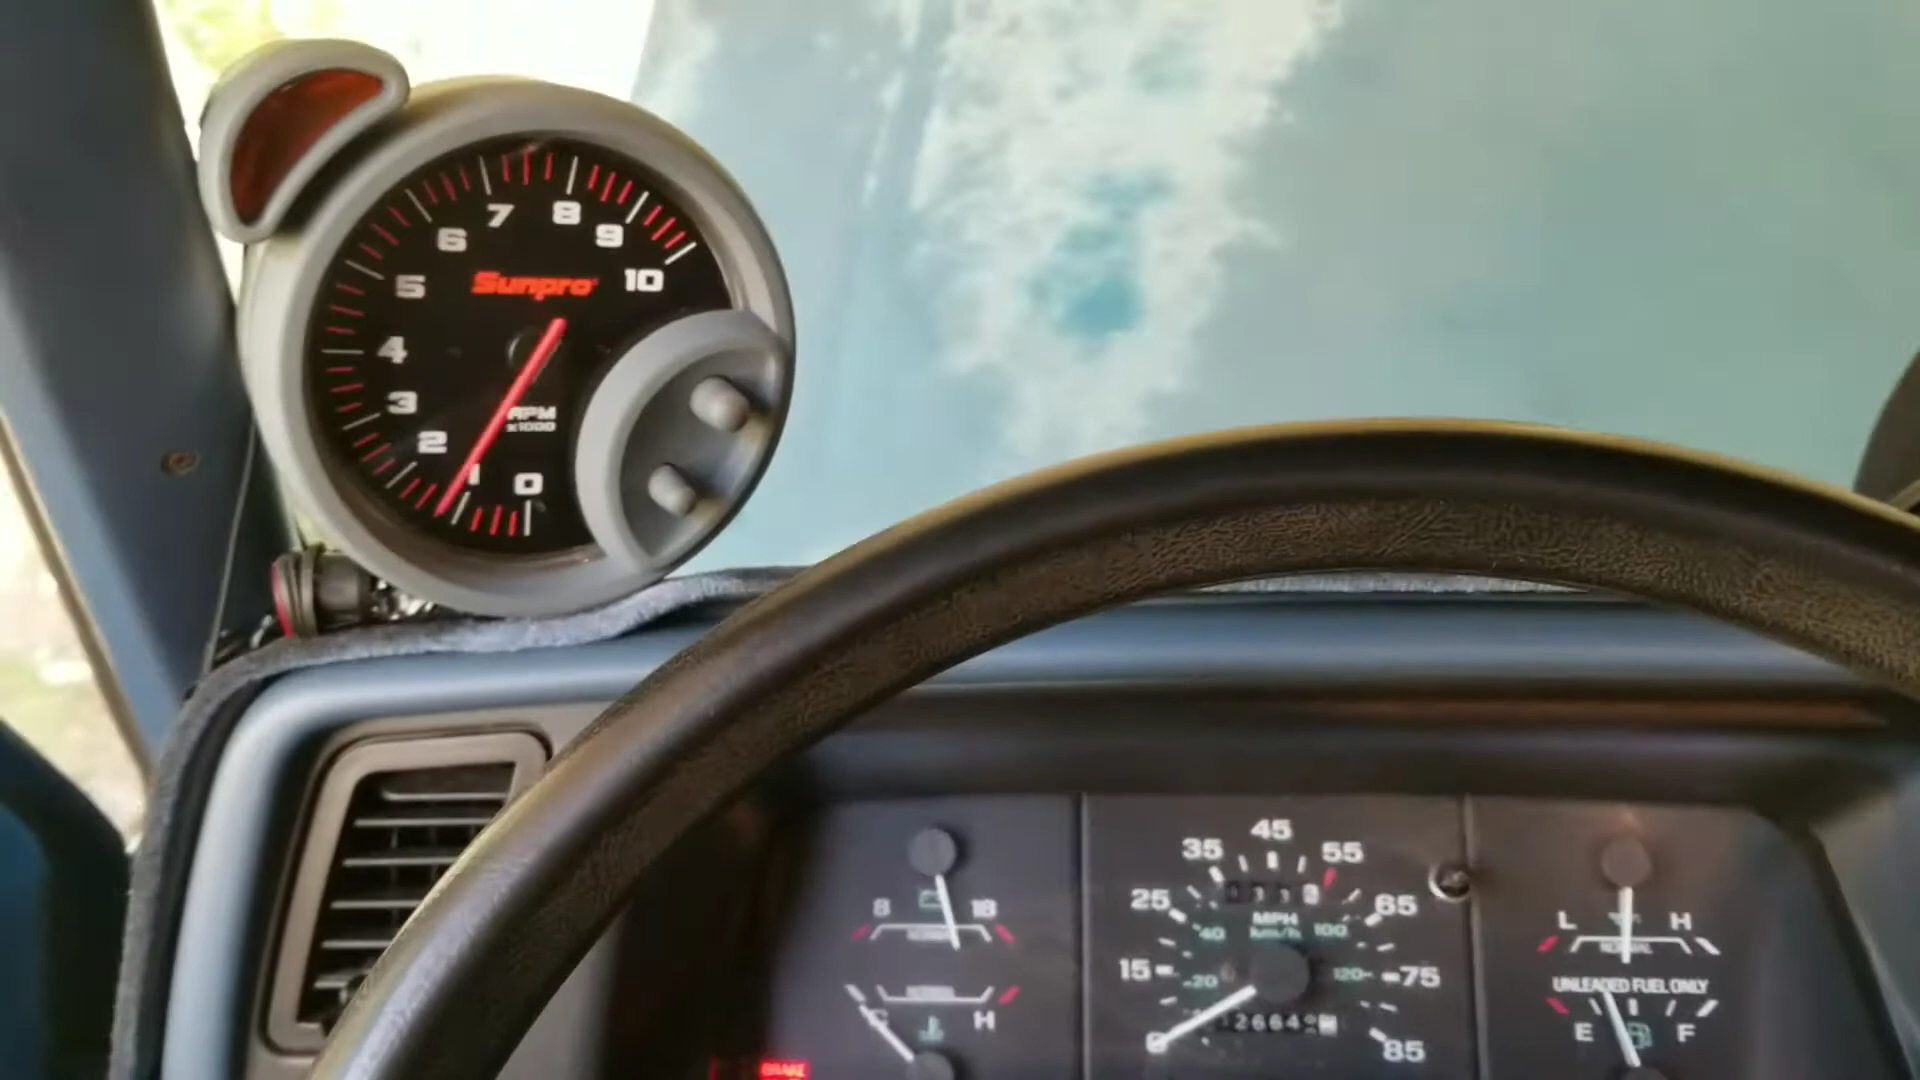 7 8
6 9
5 Sunpro 10
4
3 RPM
x1000
2
1 0
8 18
C H
BRAKE
45
35 55
25 65
MPH
40 km/h 100
15 20 120 75
85
L H
NORMAL
UNLEADED FUEL ONLY
E F